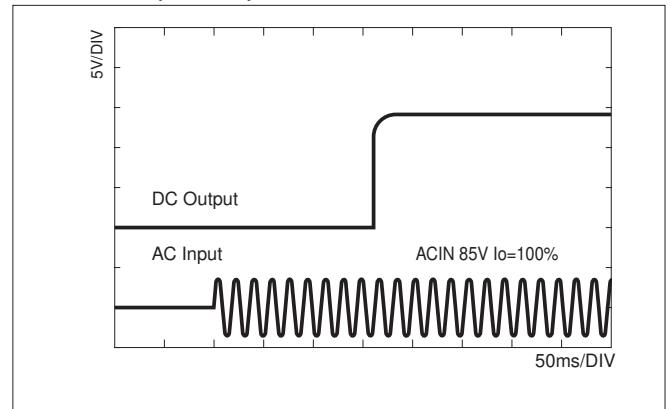 5V/DIV
DC Output
AC Input
ACIN 85V Io=100%
50ms/DIV